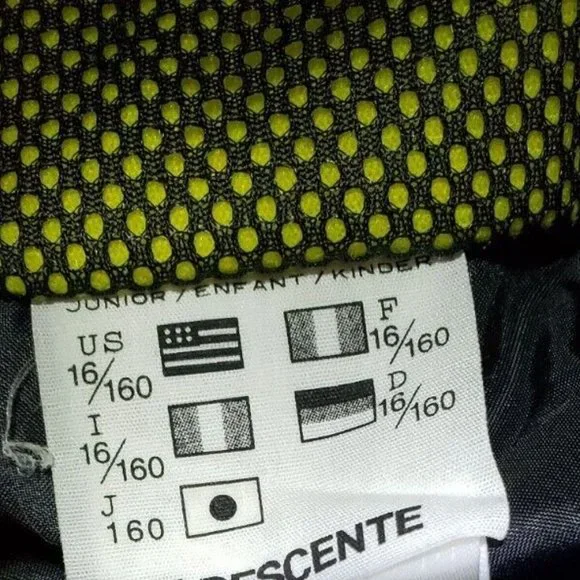 JUNIOR / ENFANT / KINDER
US 16/160
F 16/160
I 16/160
D 16/160
J 160
DESCENTE